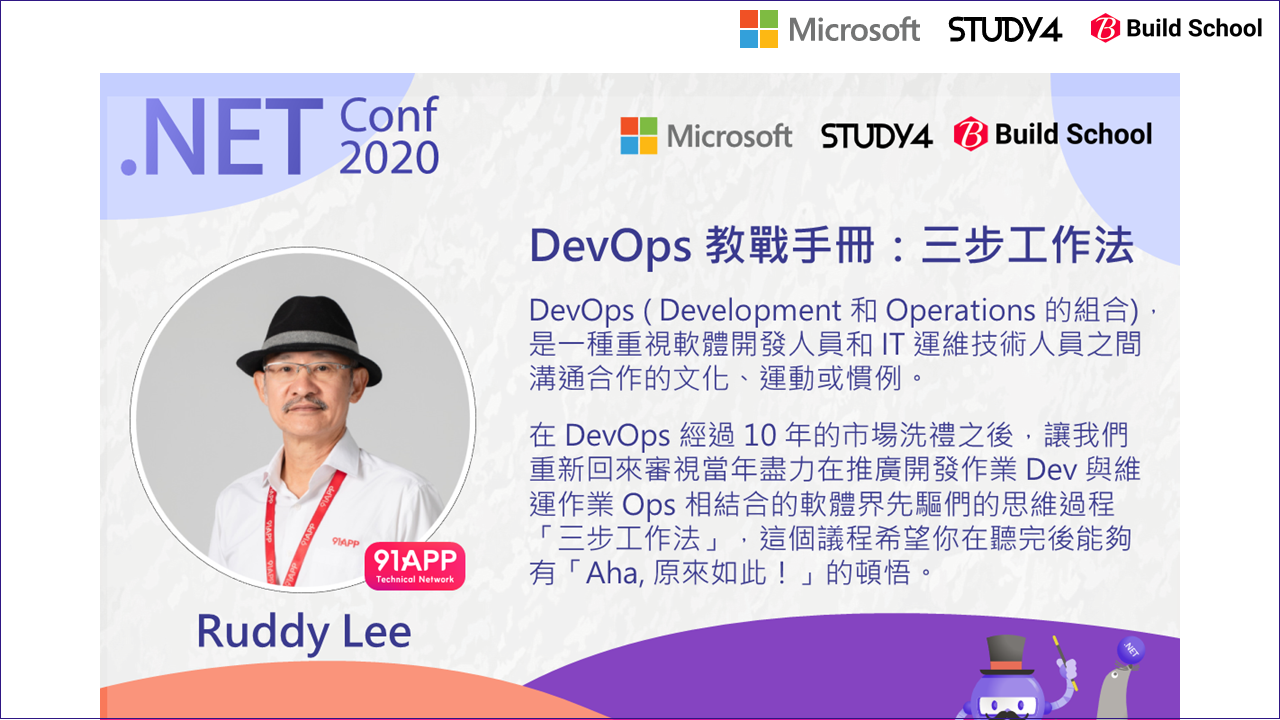 Microsoft STUDY4 Build School
.NET Conf 2020
Microsoft STUDY4 Build School
DevOps 教戰手冊：三步工作法
DevOps ( Development 和 Operations 的組合)，
是一種重視軟體開發人員和 IT 運維技術人員之間
溝通合作的文化、運動或慣例。
在 DevOps 經過 10 年的市場洗禮之後，讓我們
重新回來審視當年盡力在推廣開發作業 Dev 與維
運作業 Ops 相結合的軟體界先驅們的思維過程
「三步工作法」，這個議程希望你在聽完後能夠
有「Aha, 原來如此！」的頓悟。
91APP
91APP
91APP
91APP
91APP
Technical Network
Ruddy Lee
.NET